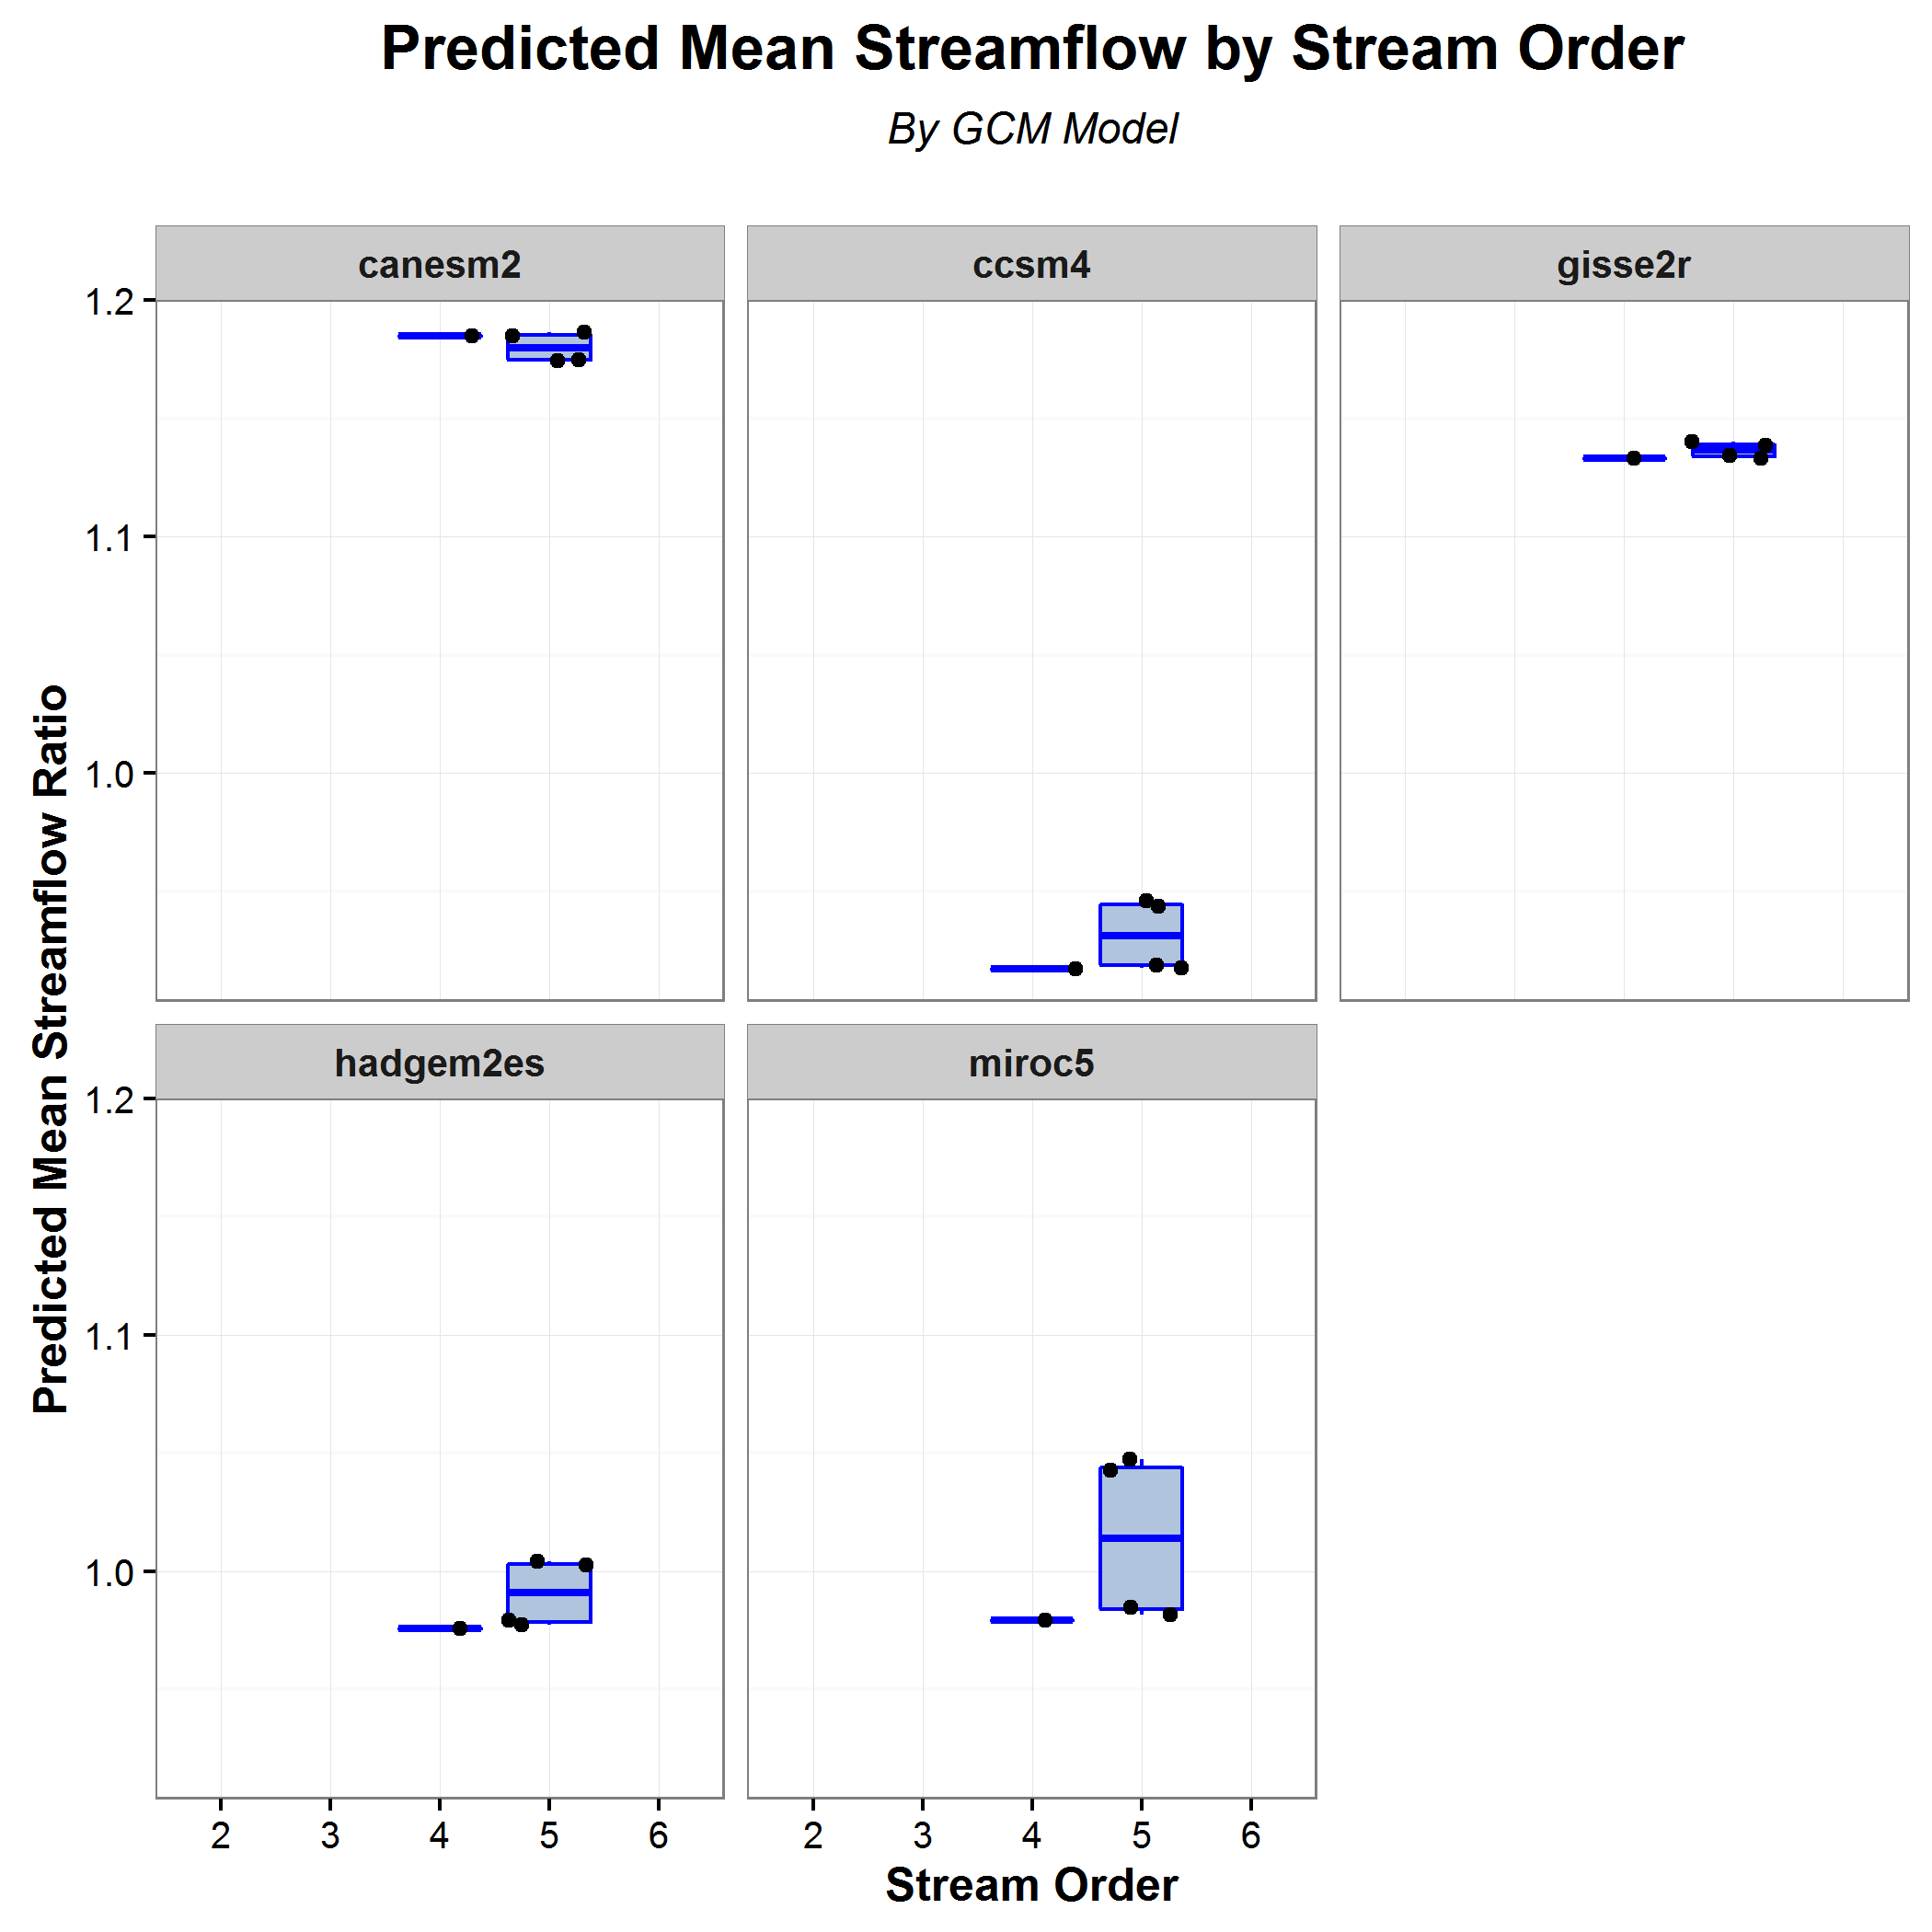 Predicted Mean Streamflow by Stream Order
By GCM Model
canesm2
ccsm4
gisse2r
1.2
1.1
1.0
Predicted Mean Streamflow Ratio
hadgem2es
miroc5
1.2
1.1
1.0
2 3 4 5 6
2 3 4 5 6
Stream Order